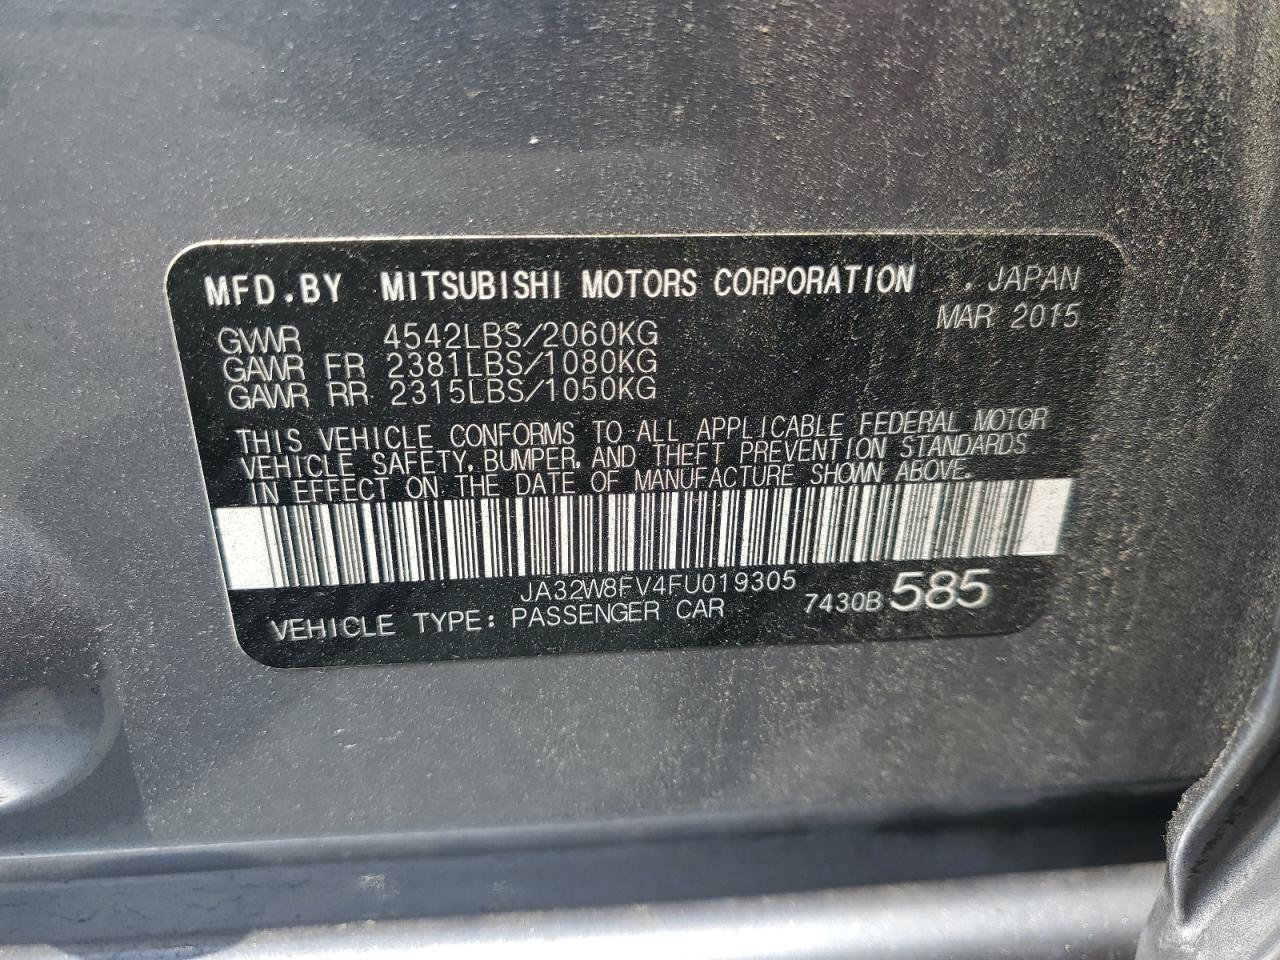 MFD.BY MITSUBISHI MOTORS CORPORATION . JAPAN
MAR 2015
GVWR 4542LBS/2060KG
GAWR FR 2381LBS/1080KG
GAWR RR 2315LBS/1050KG
THIS VEHICLE CONFORMS TO ALL APPLICABLE FEDERAL MOTOR
VEHICLE SAFETY, BUMPER, AND THEFT PREVENTION STANDARDS
IN EFFECT ON THE DATE OF MANUFACTURE SHOWN ABOVE.
JA32W8FV4FU019305
VEHICLE TYPE: PASSENGER CAR 7430B 585